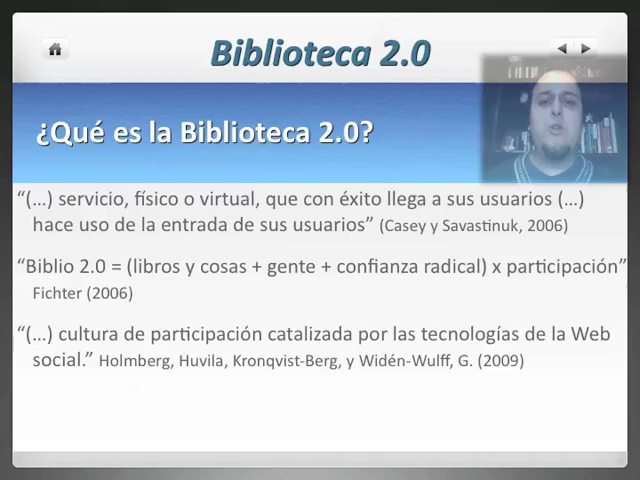 Biblioteca 2.0
¿Qué es la Biblioteca 2.0?
“(…) servicio, físico o virtual, que con éxito llega a sus usuarios (…)
hace uso de la entrada de sus usuarios” (Casey y Savastinuk, 2006)
“Biblio 2.0 = (libros y cosas + gente + confianza radical) x participación”
Fichter (2006)
“(…) cultura de participación catalizada por las tecnologías de la Web
social.” Holmberg, Huvila, Kronqvist-Berg, y Widén-Wulff, G. (2009)